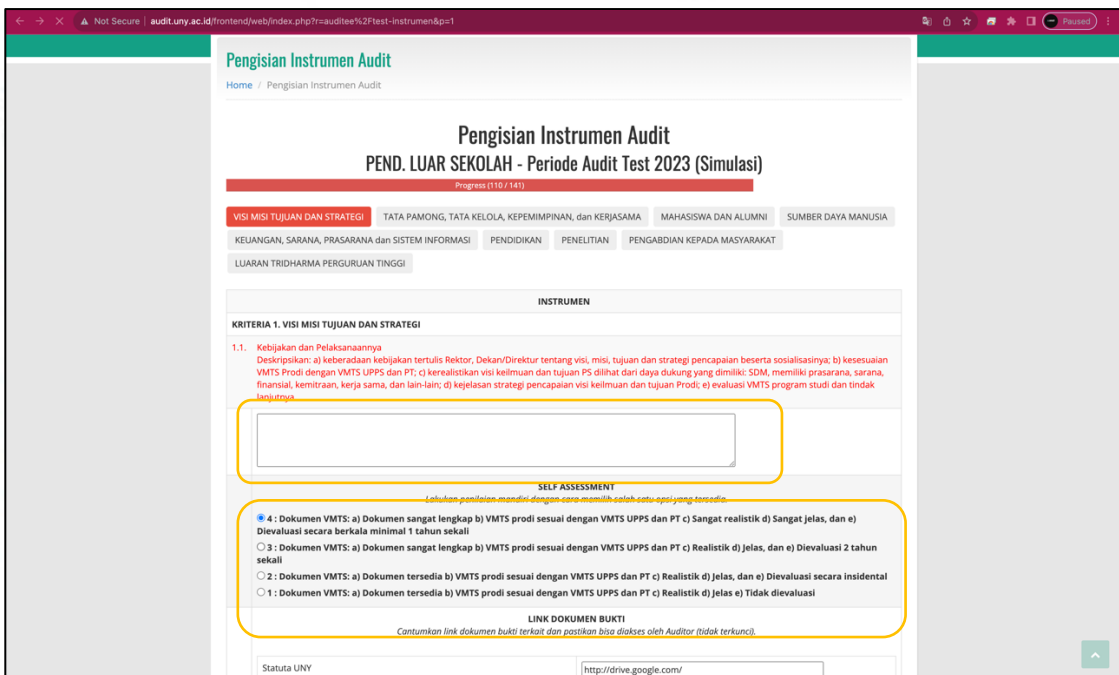 Not Secure | audit.uny.ac.id/frontend/web/index.php?r=auditee%2Ftest-instrumen&p=1
Paused
Pengisian Instrumen Audit
Home / Pengisian Instrumen Audit
Pengisian Instrumen Audit
PEND. LUAR SEKOLAH - Periode Audit Test 2023 (Simulasi)
Progress (110 / 141)
VISI MISI TUJUAN DAN STRATEGI TATA PAMONG, TATA KELOLA, KEPEMIMPINAN, dan KERJASAMA MAHASISWA DAN ALUMNI SUMBER DAYA MANUSIA
KEUANGAN, SARANA, PRASARANA dan SISTEM INFORMASI PENDIDIKAN PENELITIAN PENGABDIAN KEPADA MASYARAKAT
LUARAN TRIDHARMA PERGURUAN TINGGI
INSTRUMEN
KRITERIA 1. VISI MISI TUJUAN DAN STRATEGI
1.1. Kebijakan dan Pelaksanaannya
Deskripsikan: a) keberadaan kebijakan tertulis Rektor, Dekan/Direktur tentang visi, misi, tujuan dan strategi pencapaian beserta sosialisasinya; b) kesesuaian
VMTS Prodi dengan VMTS UPPS dan PT; c) kerealistikan visi keilmuan dan tujuan PS dilihat dari daya dukung yang dimiliki: SDM, memiliki prasarana, sarana,
finansial, kemitraan, kerja sama, dan lain-lain; d) kejelasan strategi pencapaian visi keilmuan dan tujuan Prodi; e) evaluasi VMTS program studi dan tindak
lanjutnya
SELF ASSESSMENT
Lakukan penilaian mandiri dengan cara memilih salah satu opsi yang tersedia.
4 : Dokumen VMTS: a) Dokumen sangat lengkap b) VMTS prodi sesuai dengan VMTS UPPS dan PT c) Sangat realistik d) Sangat jelas, dan e)
Dievaluasi secara berkala minimal 1 tahun sekali
3 : Dokumen VMTS: a) Dokumen sangat lengkap b) VMTS prodi sesuai dengan VMTS UPPS dan PT c) Realistik d) Jelas, dan e) Dievaluasi 2 tahun
sekali
2 : Dokumen VMTS: a) Dokumen tersedia b) VMTS prodi sesuai dengan VMTS UPPS dan PT c) Realistik d) Jelas, dan e) Dievaluasi secara insidental
1 : Dokumen VMTS: a) Dokumen tersedia b) VMTS prodi sesuai dengan VMTS UPPS dan PT c) Realistik d) Jelas e) Tidak dievaluasi
LINK DOKUMEN BUKTI
Cantumkan link dokumen bukti terkait dan pastikan bisa diakses oleh Auditor (tidak terkunci).
Statuta UNY http://drive.google.com/